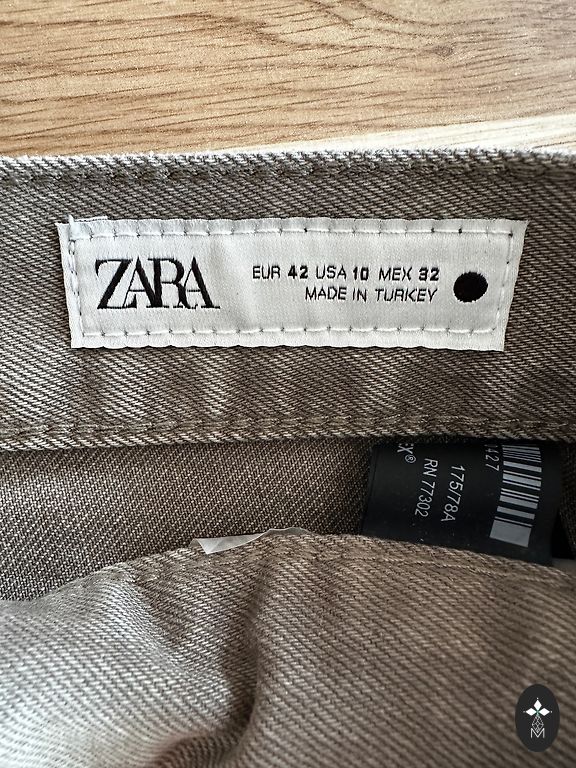 ZARA
EUR 42 USA 10 MEX 32
MADE IN TURKEY
175/78A
RN 77302